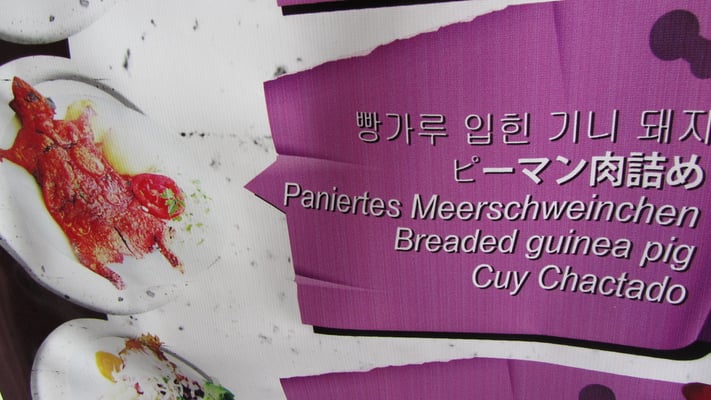 빵가루 입힌 기니 돼지
ピーマン肉詰め
Paniertes Meerschweinchen
Breaded guinea pig
Cuy Chactado